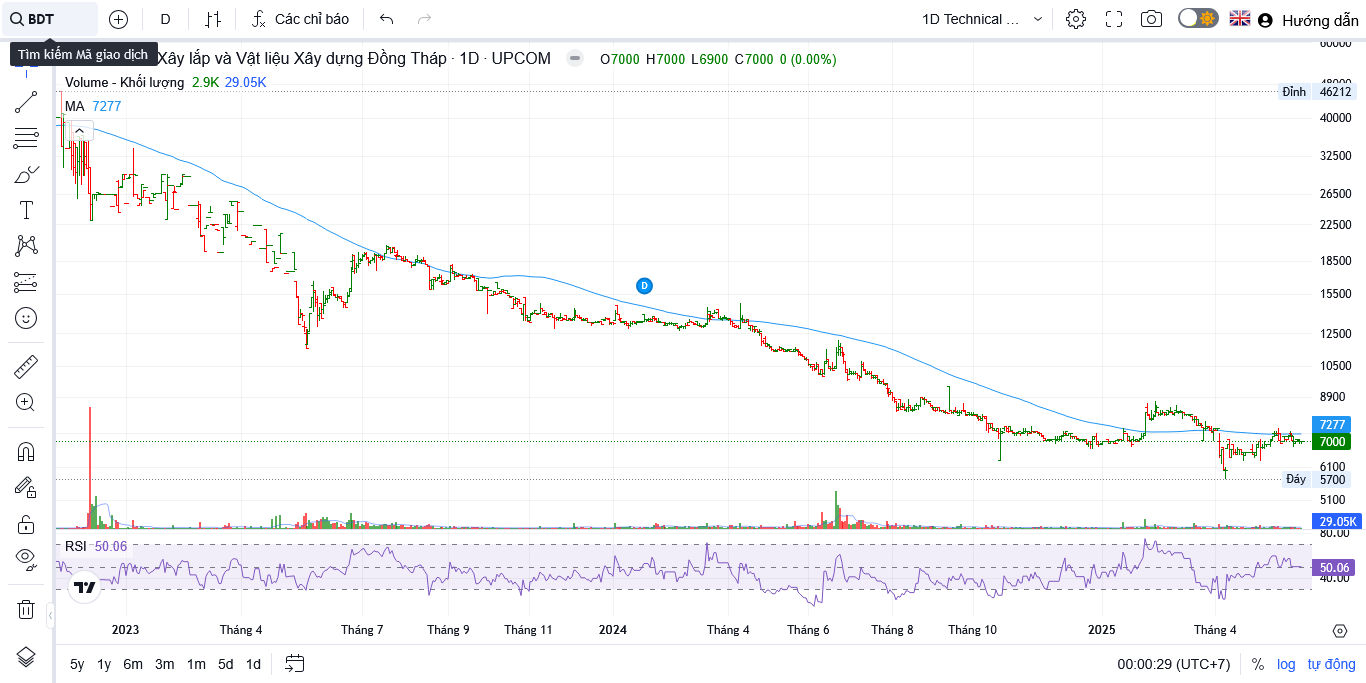 BDT
D
Các chỉ báo
1D Technical ...
Hướng dẫn
Tìm kiếm Mã giao dịch
Xây lắp và Vật liệu Xây dựng Đồng Tháp · 1D · UPCOM
O7000 H7000 L6900 C7000 0 (0.00%)
Volume - Khối lượng 2.9K 29.05K
MA 7277
D
60000
48000
Đỉnh 46212
40000
32500
26500
22500
18500
15500
12500
10500
8900
7277
7000
6100
Đáy 5700
5100
29.05K
80.00
RSI 50.06
50.06
40.00
2023 Tháng 4 Tháng 7 Tháng 9 Tháng 11 2024 Tháng 4 Tháng 6 Tháng 8 Tháng 10 2025 Tháng 4
5y 1y 6m 3m 1m 5d 1d
00:00:29 (UTC+7) % log tự động